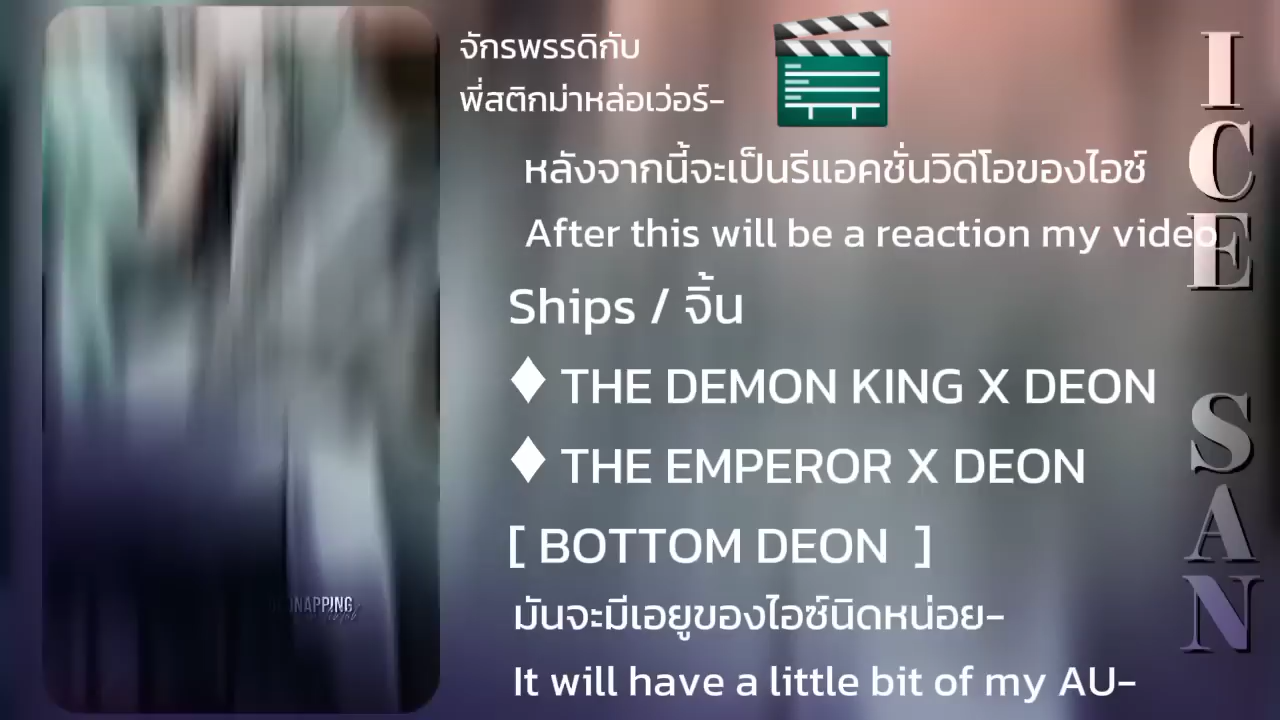 จักรพรรดิกับ
พี่สติกม่าหล่อเว่อร์-
หลังจากนี้จะเป็นรีแอคชั่นวิดีโอของไอซ์
After this will be a reaction my video
Ships / จิ้น
♦ THE DEMON KING X DEON
♦ THE EMPEROR X DEON
[ BOTTOM DEON ]
มันจะมีเอยูของไอซ์นิดหน่อย-
It will have a little bit of my AU-
ICE SAN